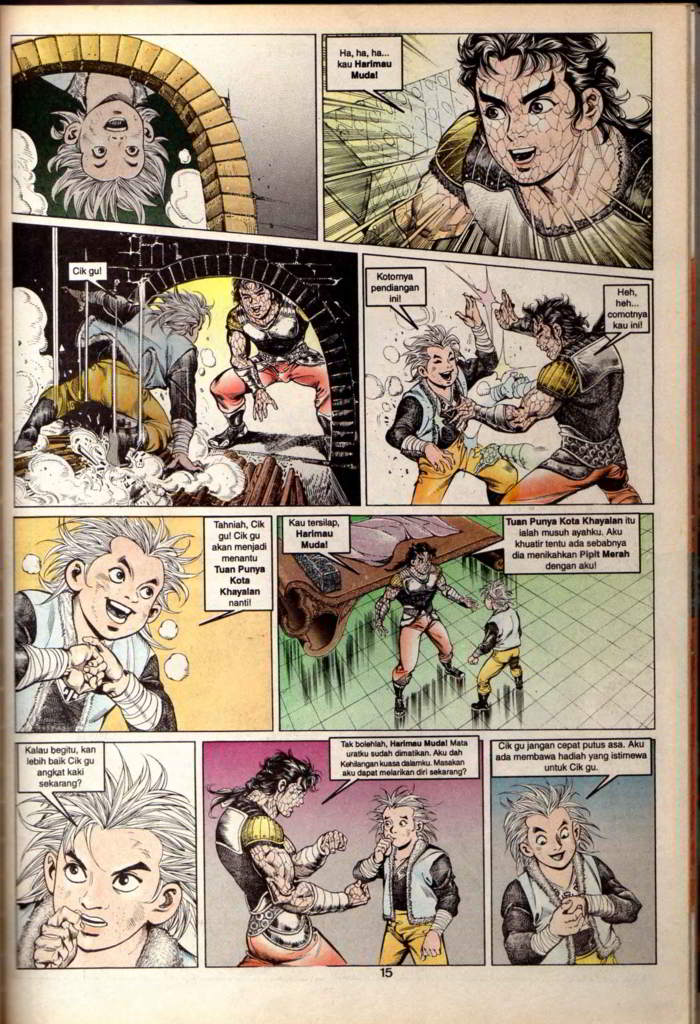 Ha, ha, ha...
kau Harimau
Muda!
Cik gu!
Kotornya
pendiangan
ini!
Heh,
heh...
comotnya
kau ini!
Tahniah, Cik
gu! Cik gu
akan menjadi
menantu
Tuan Punya
Kota
Khayalan
nanti!
Kau tersilap,
Harimau
Muda!
Tuan Punya Kota Khayalan itu
ialah musuh ayahku. Aku
khuatir tentu ada sebabnya
dia menikahkan Pipit Merah
dengan aku!
Kalau begitu, kan
lebih baik Cik gu
angkat kaki
sekarang?
Tak bolehlah, Harimau Muda! Mata
uratku sudah dimatikan. Aku dah
Kehilangan kuasa dalamku. Masakan
aku dapat melarikan diri sekarang?
Cik gu jangan cepat putus asa. Aku
ada membawa hadiah yang istimewa
untuk Cik gu.
15